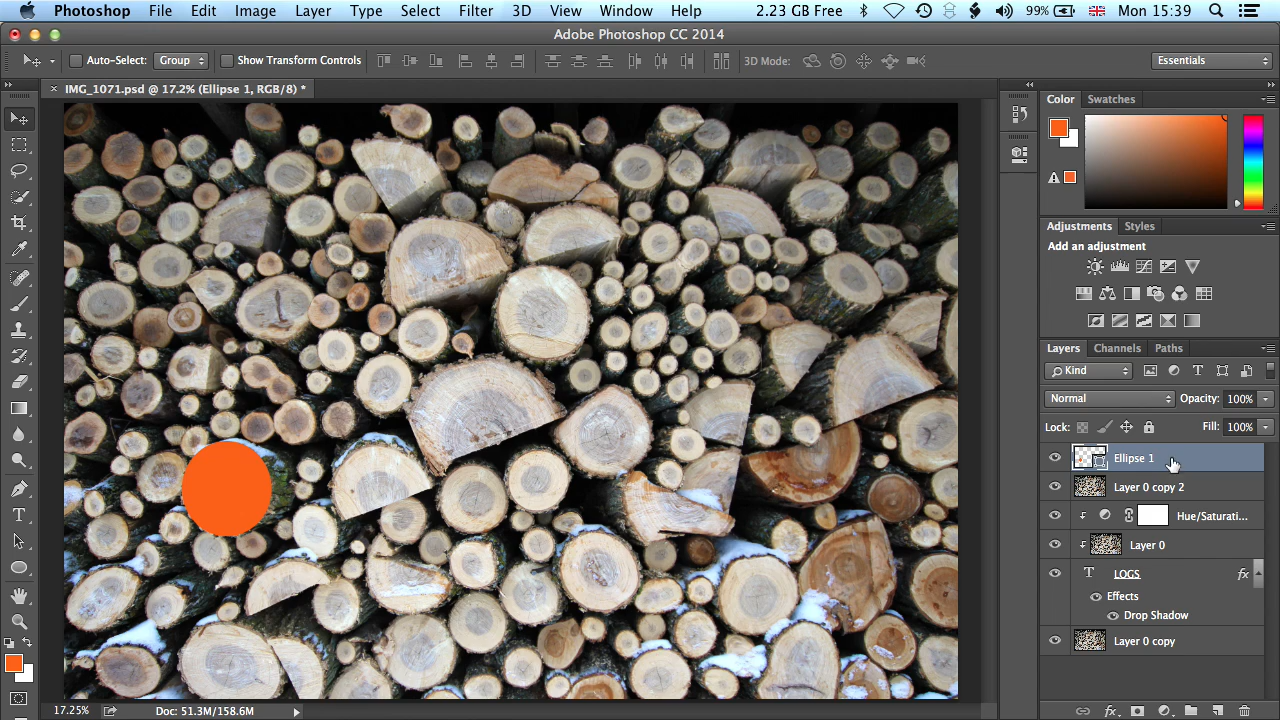 Photoshop File Edit Image Layer Type Select Filter 3D View Window Help 2.23 GB Free 99% Mon 15:39
Adobe Photoshop CC 2014
Auto-Select: Group Show Transform Controls 3D Mode: Essentials
× IMG_1071.psd @ 17.2% (Ellipse 1, RGB/8) *
Color Swatches
Adjustments Styles
Add an adjustment
Layers Channels Paths
Kind
Normal Opacity: 100%
Lock: Fill: 100%
Ellipse 1
Layer 0 copy 2
Hue/Saturati...
Layer 0
T LOGS fx
Effects
Drop Shadow
Layer 0 copy
17.25% Doc: 51.3M/158.6M